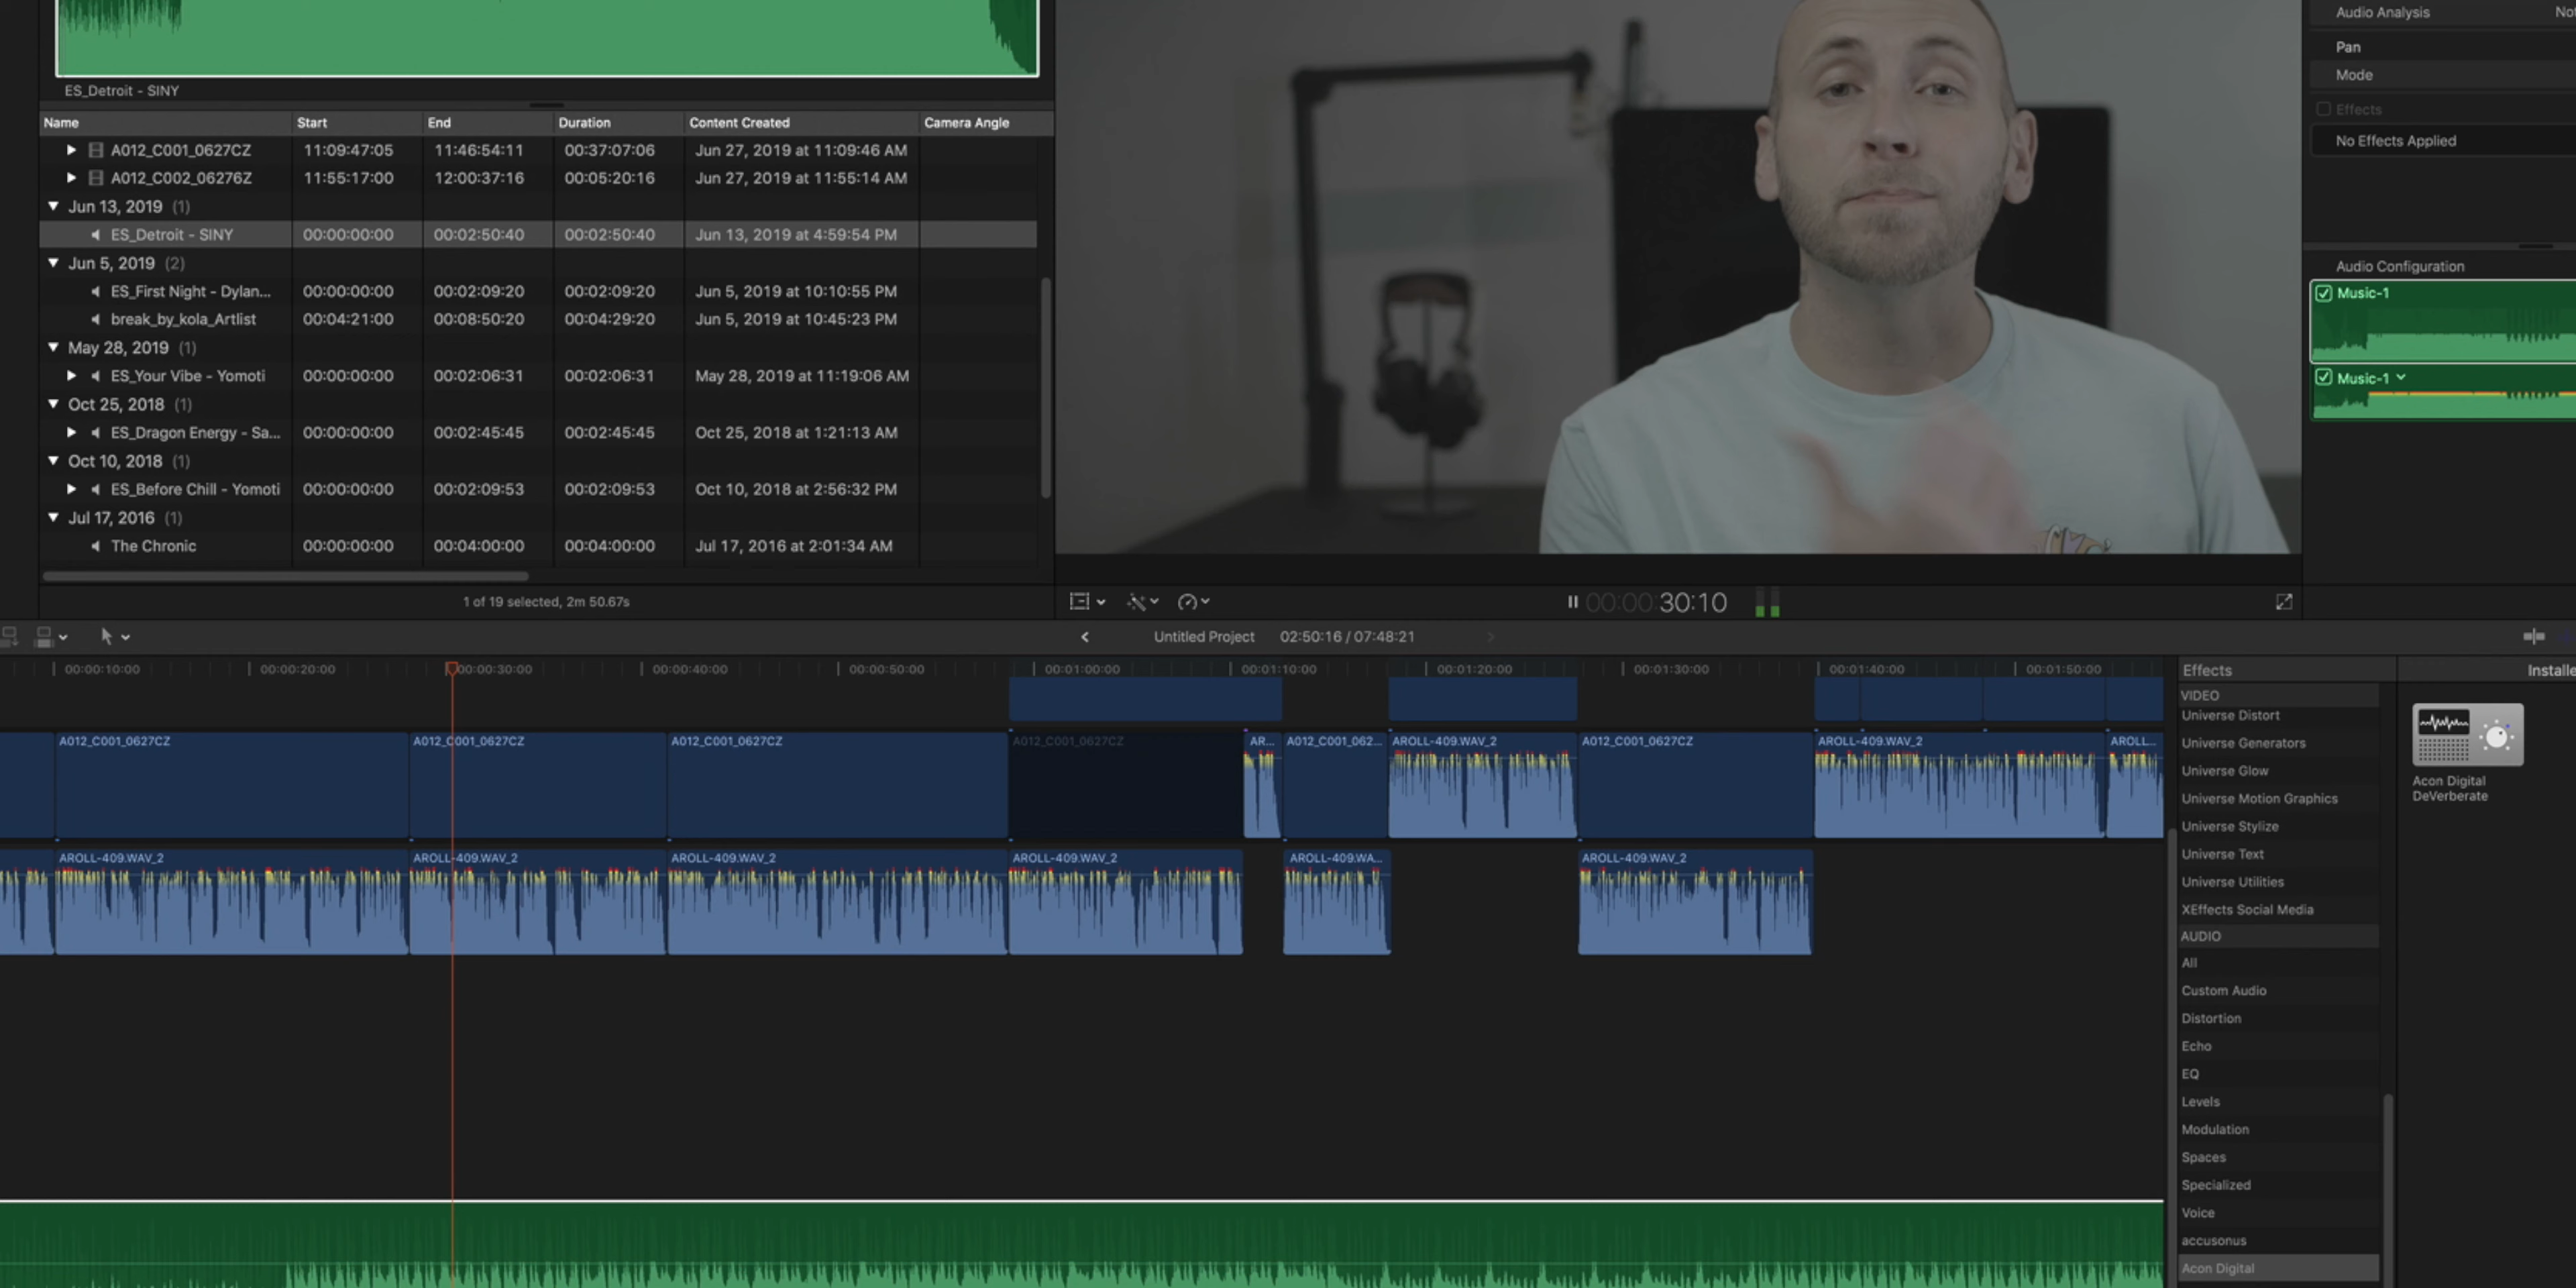 ES_Detroit - SINY
Name Start End Duration Content Created Camera Angle
A012_C001_0627CZ 11:09:47:05 11:46:54:11 00:37:07:06 Jun 27, 2019 at 11:09:46 AM
A012_C002_06276Z 11:55:17:00 12:00:37:16 00:05:20:16 Jun 27, 2019 at 11:55:14 AM
Jun 13, 2019 (1)
ES_Detroit - SINY 00:00:00:00 00:02:50:40 00:02:50:40 Jun 13, 2019 at 4:59:54 PM
Jun 5, 2019 (2)
ES_First Night - Dylan... 00:00:00:00 00:02:09:20 00:02:09:20 Jun 5, 2019 at 10:10:55 PM
break_by_kola_Artlist 00:04:21:00 00:08:50:20 00:04:29:20 Jun 5, 2019 at 10:45:23 PM
May 28, 2019 (1)
ES_Your Vibe - Yomoti 00:00:00:00 00:02:06:31 00:02:06:31 May 28, 2019 at 11:19:06 AM
Oct 25, 2018 (1)
ES_Dragon Energy - Sa... 00:00:00:00 00:02:45:45 00:02:45:45 Oct 25, 2018 at 1:21:13 AM
Oct 10, 2018 (1)
ES_Before Chill - Yomoti 00:00:00:00 00:02:09:53 00:02:09:53 Oct 10, 2018 at 2:56:32 PM
Jul 17, 2016 (1)
The Chronic 00:00:00:00 00:04:00:00 00:04:00:00 Jul 17, 2016 at 2:01:34 AM
1 of 19 selected, 2m 50.67s
00:00:30:10
Audio Analysis
Pan
Mode
Effects
No Effects Applied
Audio Configuration
Music-1
Music-1
Untitled Project 02:50:16 / 07:48:21
00:00:10:00 00:00:20:00 00:00:30:00 00:00:40:00 00:00:50:00 00:01:00:00 00:01:10:00 00:01:20:00 00:01:30:00 00:01:40:00 00:01:50:00
A012_C001_0627CZ A012_C001_0627CZ A012_C001_0627CZ A012_C001_0627CZ AR... A012_C001_062... AROLL-409.WAV_2 A012_C001_0627CZ AROLL-409.WAV_2 AROLL...
AROLL-409.WAV_2 AROLL-409.WAV_2 AROLL-409.WAV_2 AROLL-409.WAV_2 AROLL-409.WA... AROLL-409.WAV_2
Effects
VIDEO
Universe Distort
Universe Generators
Universe Glow
Universe Motion Graphics
Universe Stylize
Universe Text
Universe Utilities
XEffects Social Media
AUDIO
All
Custom Audio
Distortion
Echo
EQ
Levels
Modulation
Spaces
Specialized
Voice
accusonus
Acon Digital
Acon Digital
DeVerberate